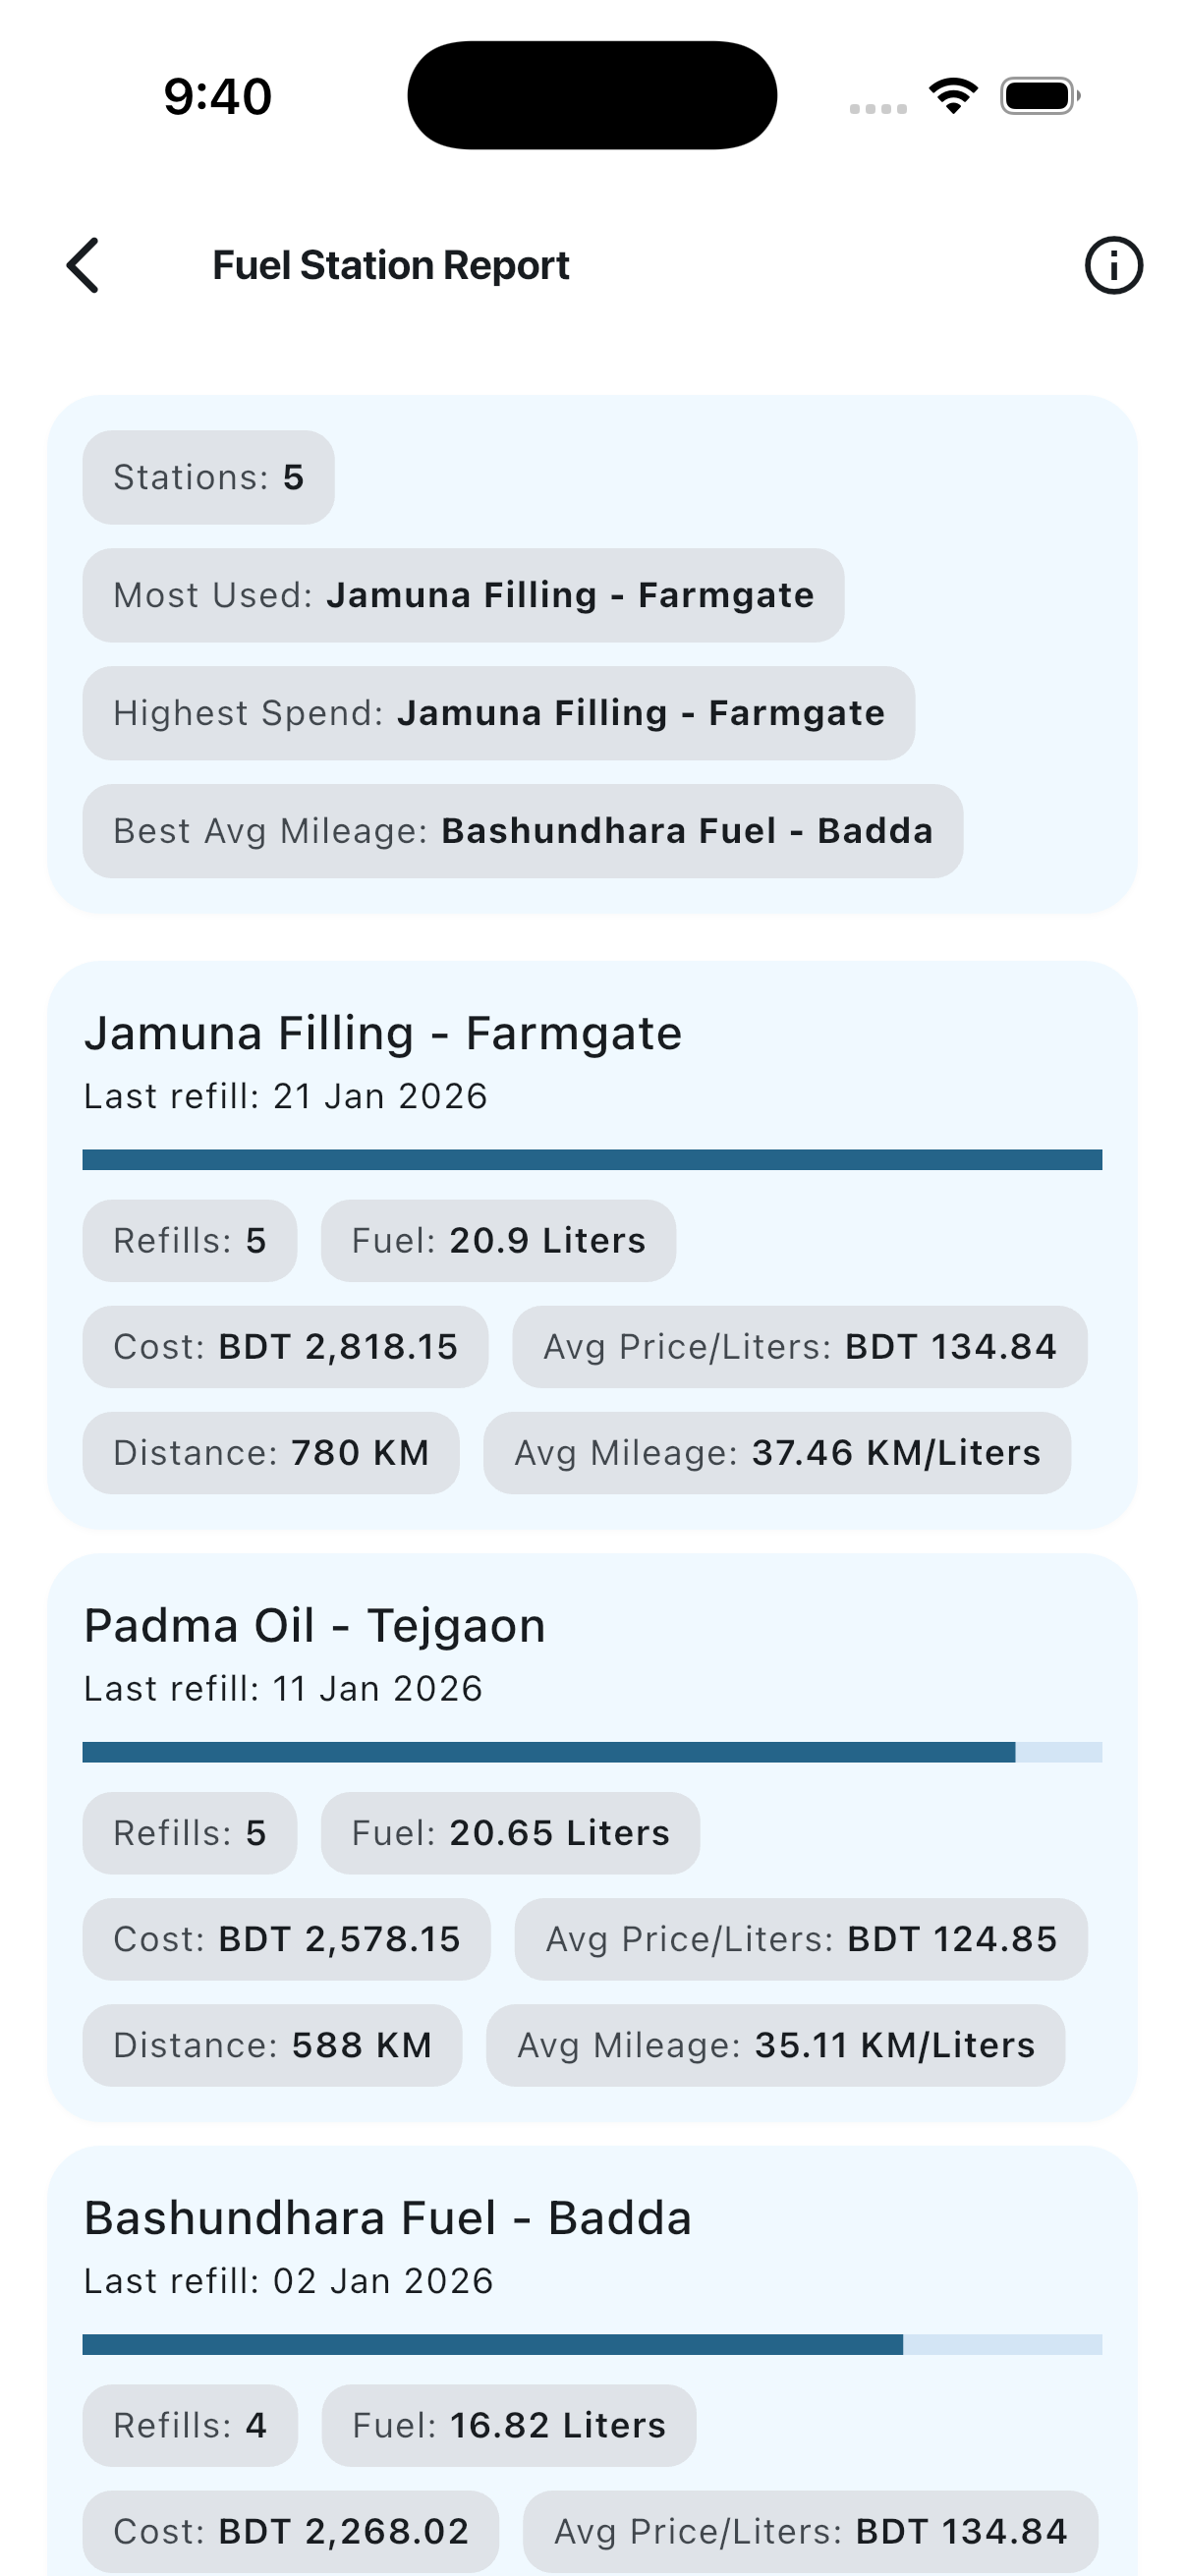 9:40
Fuel Station Report
Stations: 5
Most Used: Jamuna Filling - Farmgate
Highest Spend: Jamuna Filling - Farmgate
Best Avg Mileage: Bashundhara Fuel - Badda
Jamuna Filling - Farmgate
Last refill: 21 Jan 2026
Refills: 5 Fuel: 20.9 Liters
Cost: BDT 2,818.15 Avg Price/Liters: BDT 134.84
Distance: 780 KM Avg Mileage: 37.46 KM/Liters
Padma Oil - Tejgaon
Last refill: 11 Jan 2026
Refills: 5 Fuel: 20.65 Liters
Cost: BDT 2,578.15 Avg Price/Liters: BDT 124.85
Distance: 588 KM Avg Mileage: 35.11 KM/Liters
Bashundhara Fuel - Badda
Last refill: 02 Jan 2026
Refills: 4 Fuel: 16.82 Liters
Cost: BDT 2,268.02 Avg Price/Liters: BDT 134.84